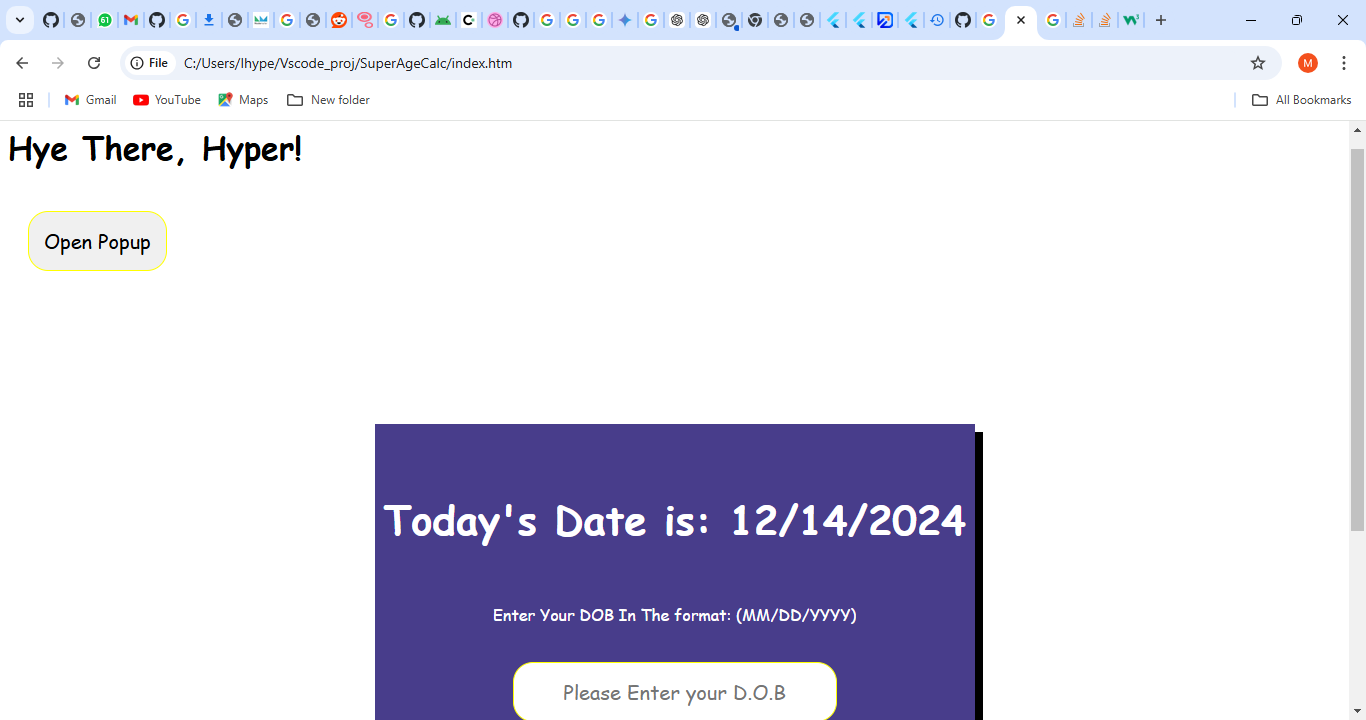 File
C:/Users/lhype/Vscode_proj/SuperAgeCalc/index.htm
M
Gmail
YouTube
Maps
New folder
All Bookmarks
Hye There, Hyper!
Open Popup
Today's Date is: 12/14/2024
Enter Your DOB In The format: (MM/DD/YYYY)
Please Enter your D.O.B